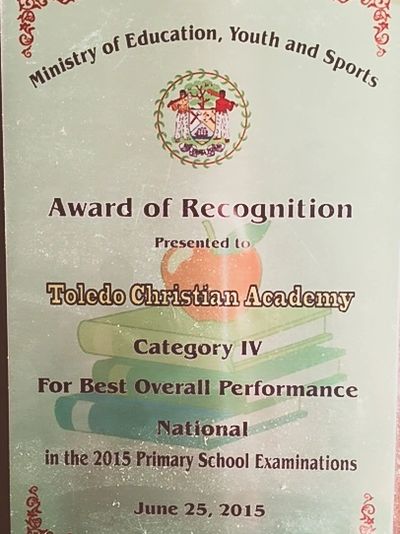 Ministry of Education, Youth and Sports
Award of Recognition
Presented to
Toledo Christian Academy
Category IV
For Best Overall Performance
National
in the 2015 Primary School Examinations
June 25, 2015